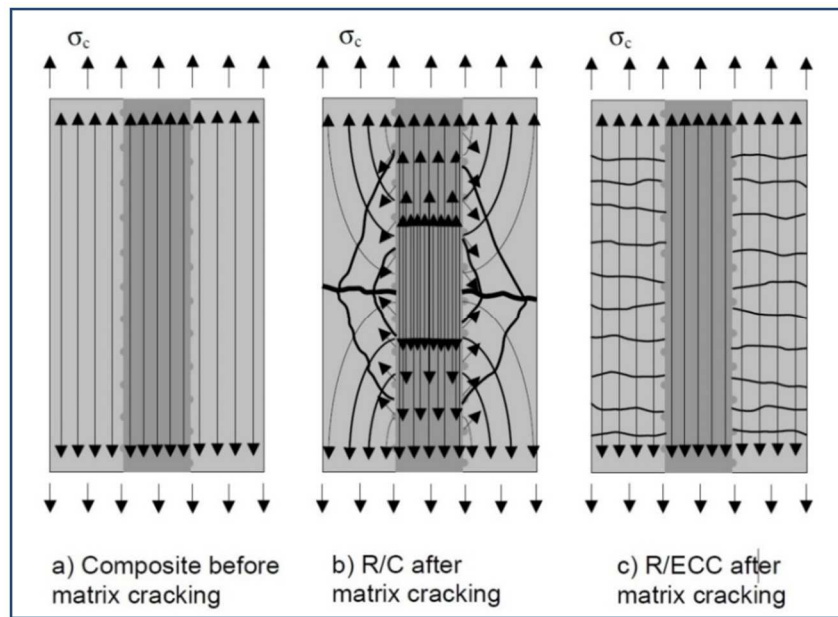 σc
σc
σc
a) Composite before
matrix cracking
b) R/C after
matrix cracking
c) R/ECC after
matrix cracking